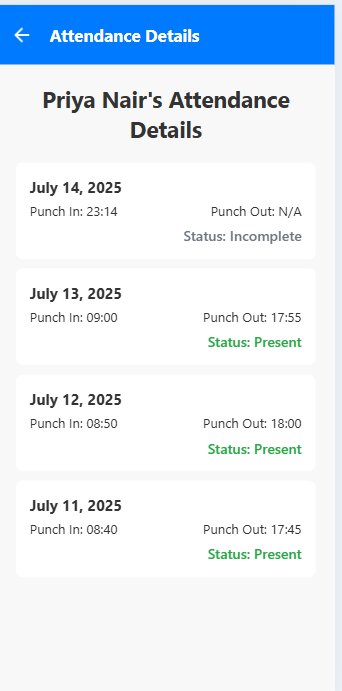 Attendance Details
Priya Nair's Attendance
Details
July 14, 2025
Punch In: 23:14 Punch Out: N/A
Status: Incomplete
July 13, 2025
Punch In: 09:00 Punch Out: 17:55
Status: Present
July 12, 2025
Punch In: 08:50 Punch Out: 18:00
Status: Present
July 11, 2025
Punch In: 08:40 Punch Out: 17:45
Status: Present